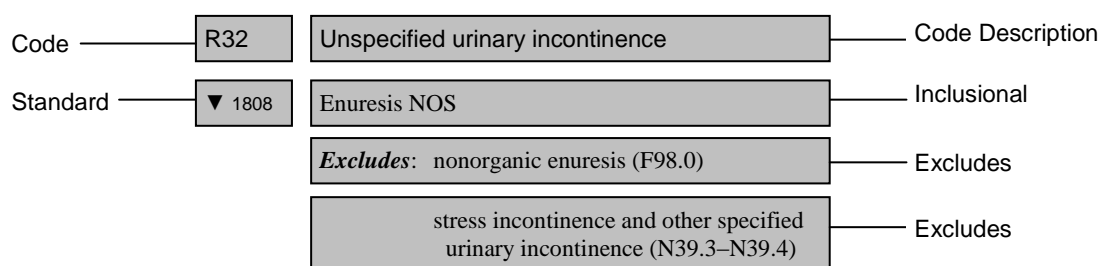 Code R32 Unspecified urinary incontinence Code Description
Standard ▼ 1808 Enuresis NOS Inclusional
Excludes: nonorganic enuresis (F98.0) Excludes
stress incontinence and other specified Excludes
urinary incontinence (N39.3–N39.4)